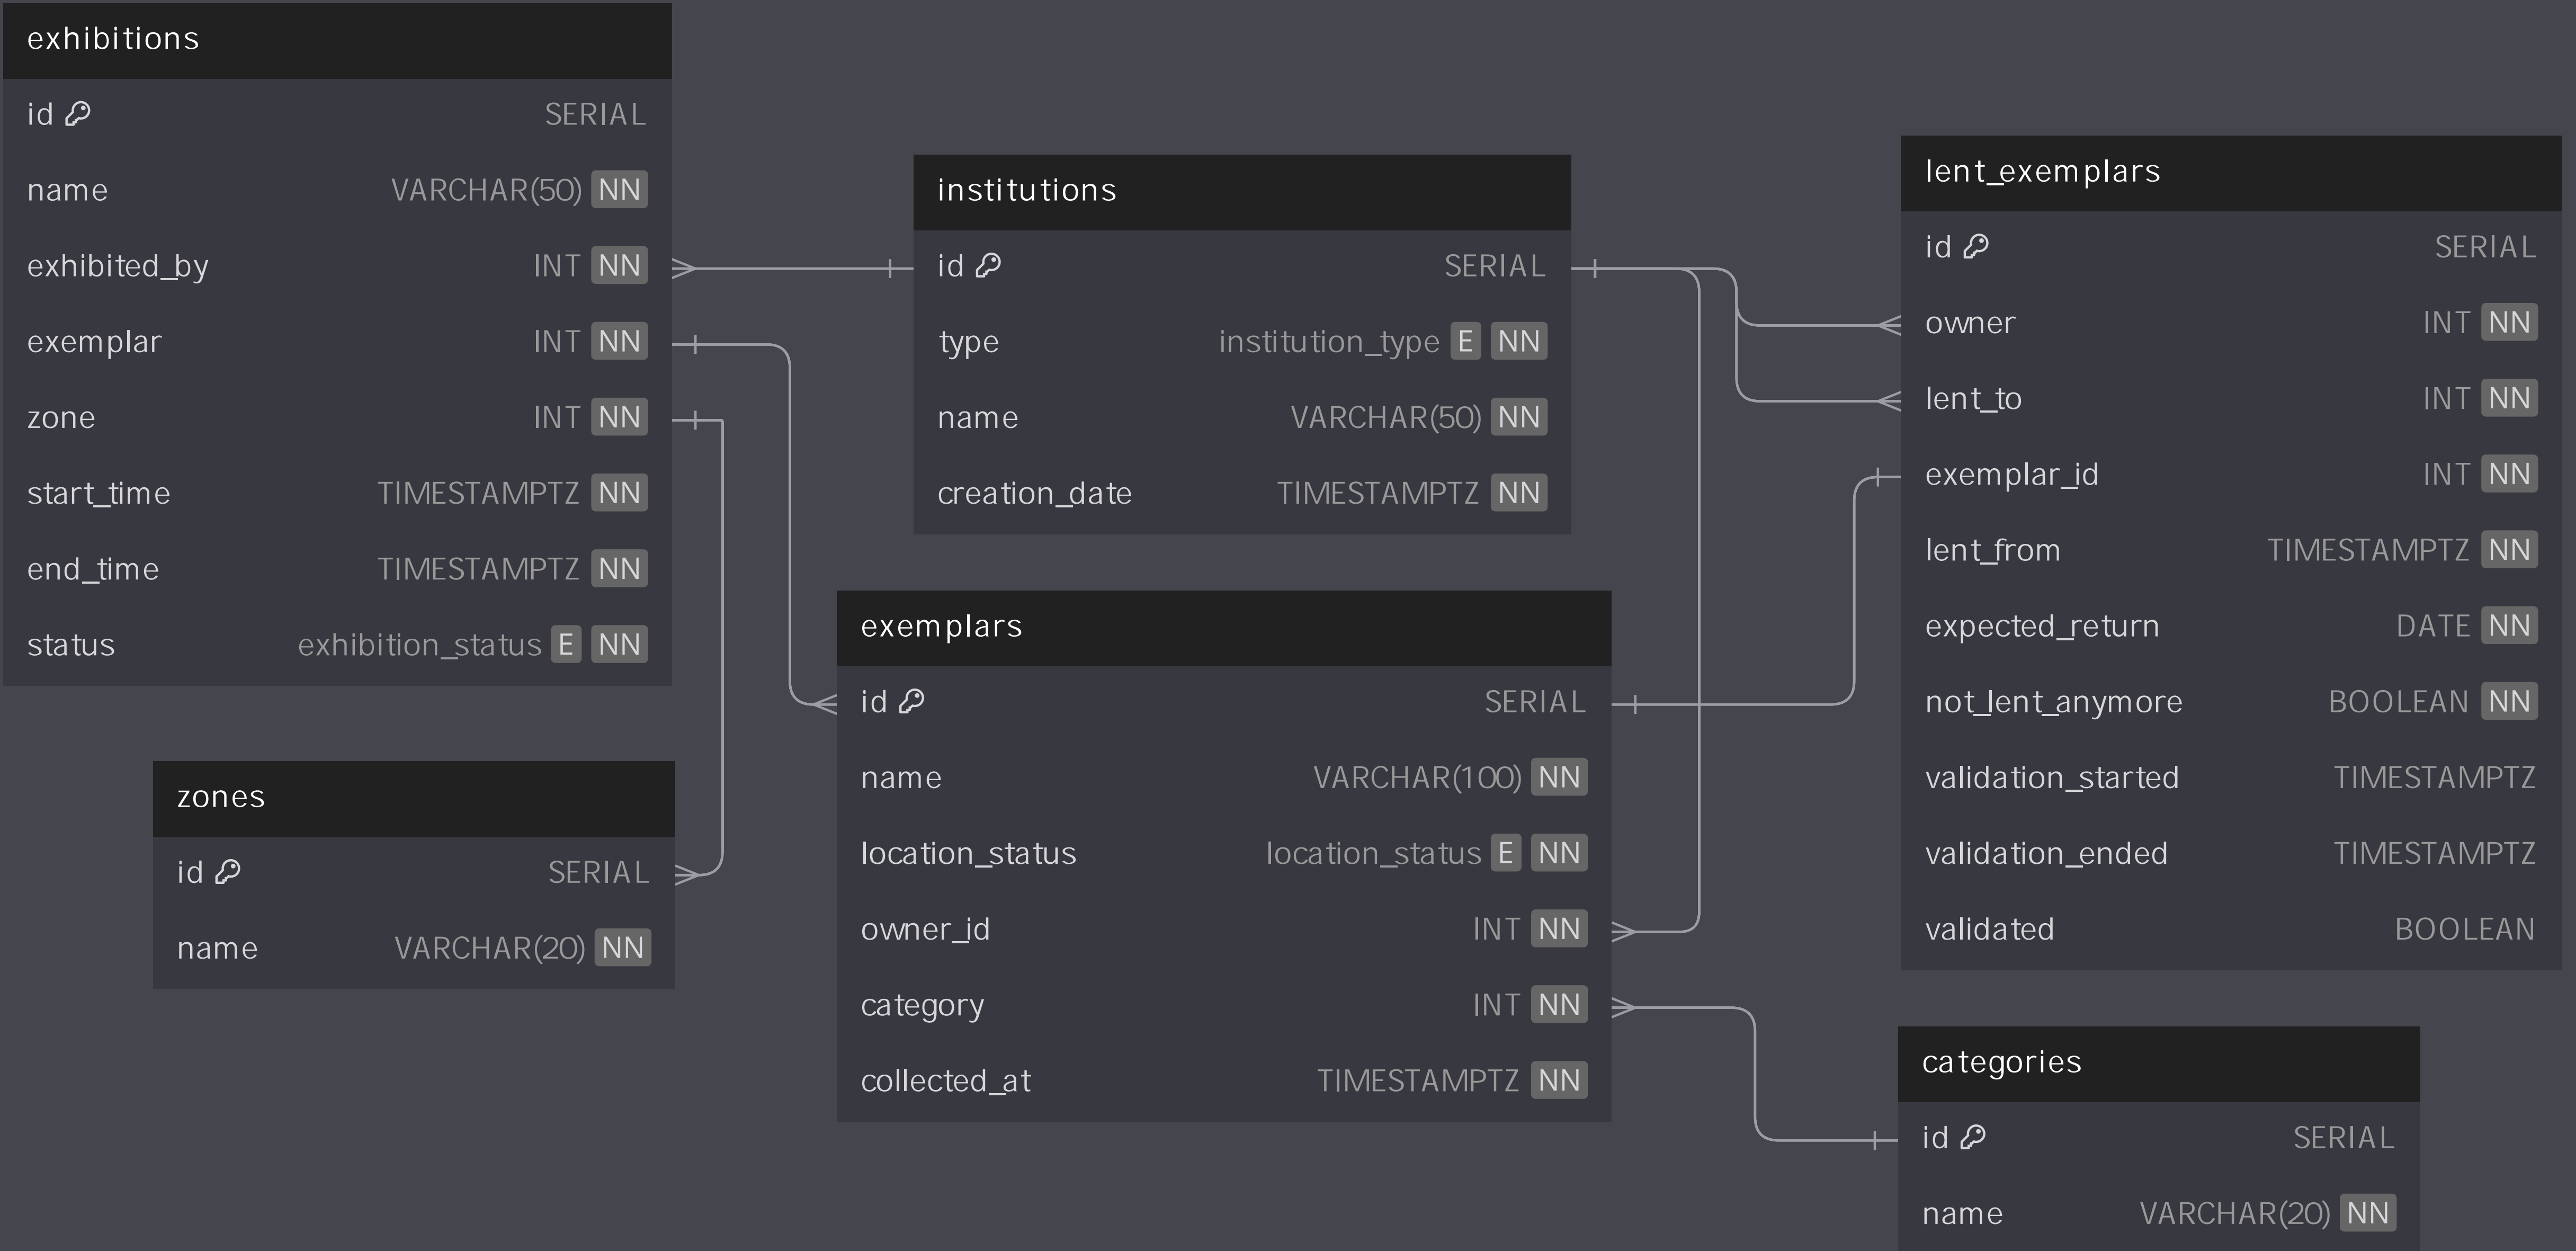 exhibitions
id SERIAL
name VARCHAR(50) NN
exhibited_by INT NN
exemplar INT NN
zone INT NN
start_time TIMESTAMPTZ NN
end_time TIMESTAMPTZ NN
status exhibition_status E NN
zones
id SERIAL
name VARCHAR(20) NN
institutions
id SERIAL
type institution_type E NN
name VARCHAR(50) NN
creation_date TIMESTAMPTZ NN
exemplars
id SERIAL
name VARCHAR(100) NN
location_status location_status E NN
owner_id INT NN
category INT NN
collected_at TIMESTAMPTZ NN
lent_exemplars
id SERIAL
owner INT NN
lent_to INT NN
exemplar_id INT NN
lent_from TIMESTAMPTZ NN
expected_return DATE NN
not_lent_anymore BOOLEAN NN
validation_started TIMESTAMPTZ
validation_ended TIMESTAMPTZ
validated BOOLEAN
categories
id SERIAL
name VARCHAR(20) NN